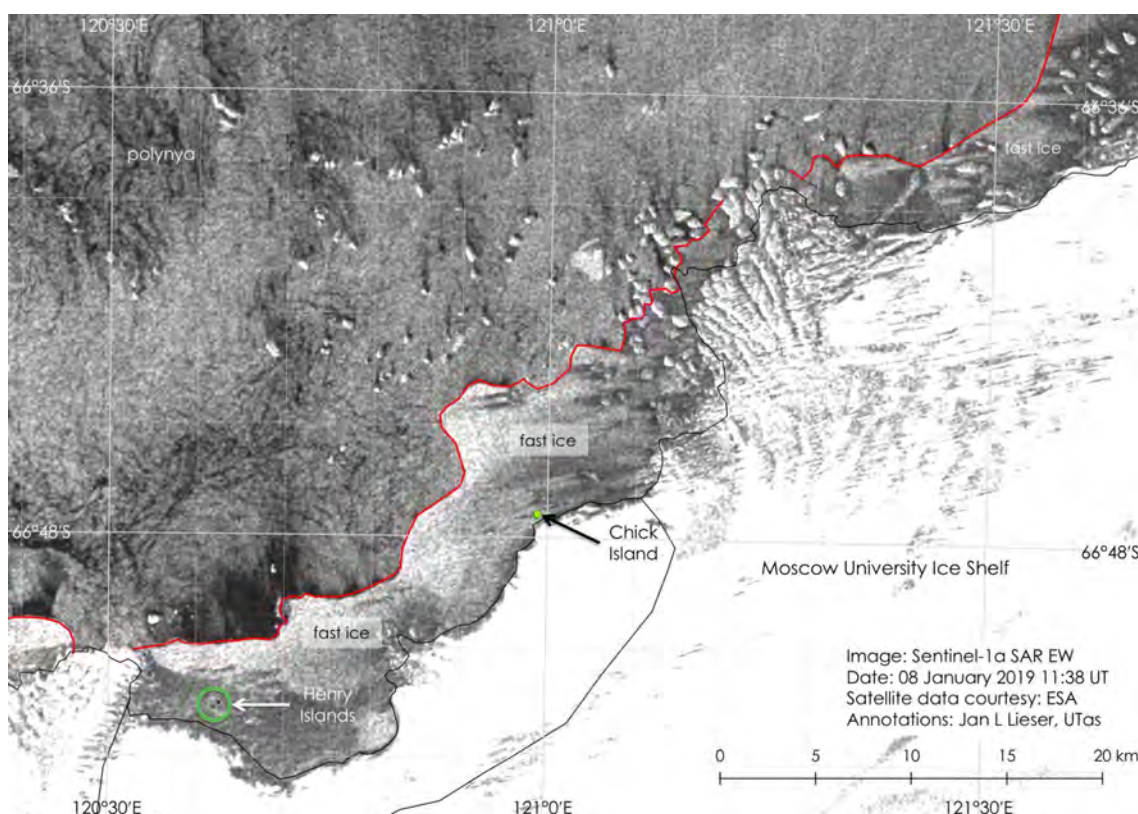 120°30'E
121°0'E
121°30'E
66°36'S
66°36'S
polynya
fast ice
fast ice
Chick
Island
66°48'S
66°48'S
Moscow University Ice Shelf
fast ice
Henry
Islands
Image: Sentinel-1a SAR EW
Date: 08 January 2019 11:38 UT
Satellite data courtesy: ESA
Annotations: Jan L Lieser, UTas
0 5 10 15 20 km
120°30'E
121°0'E
121°30'E